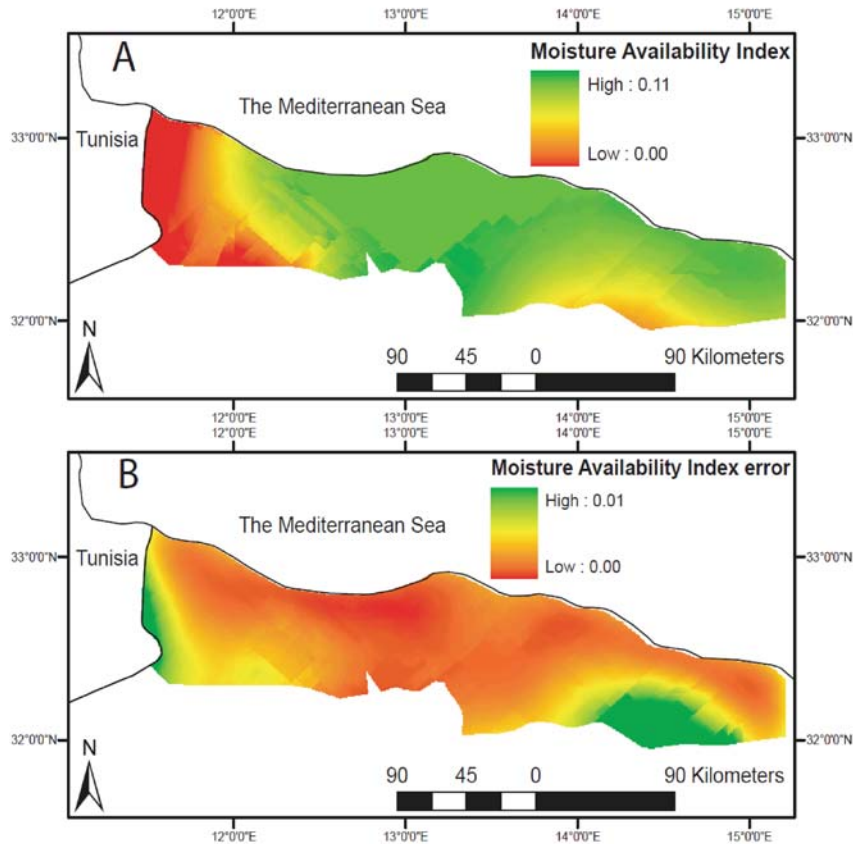 12°0'0"E 13°0'0"E 14°0'0"E 15°0'0"E
A
Moisture Availability Index
High : 0.11
Low : 0.00
The Mediterranean Sea
Tunisia
33°0'0"N 33°0'0"N
32°0'0"N 32°0'0"N
N
90 45 0 90 Kilometers
12°0'0"E 13°0'0"E 14°0'0"E 15°0'0"E
12°0'0"E 13°0'0"E 14°0'0"E 15°0'0"E
B
Moisture Availability Index error
High : 0.01
Low : 0.00
The Mediterranean Sea
Tunisia
33°0'0"N 33°0'0"N
32°0'0"N 32°0'0"N
N
90 45 0 90 Kilometers
12°0'0"E 13°0'0"E 14°0'0"E 15°0'0"E